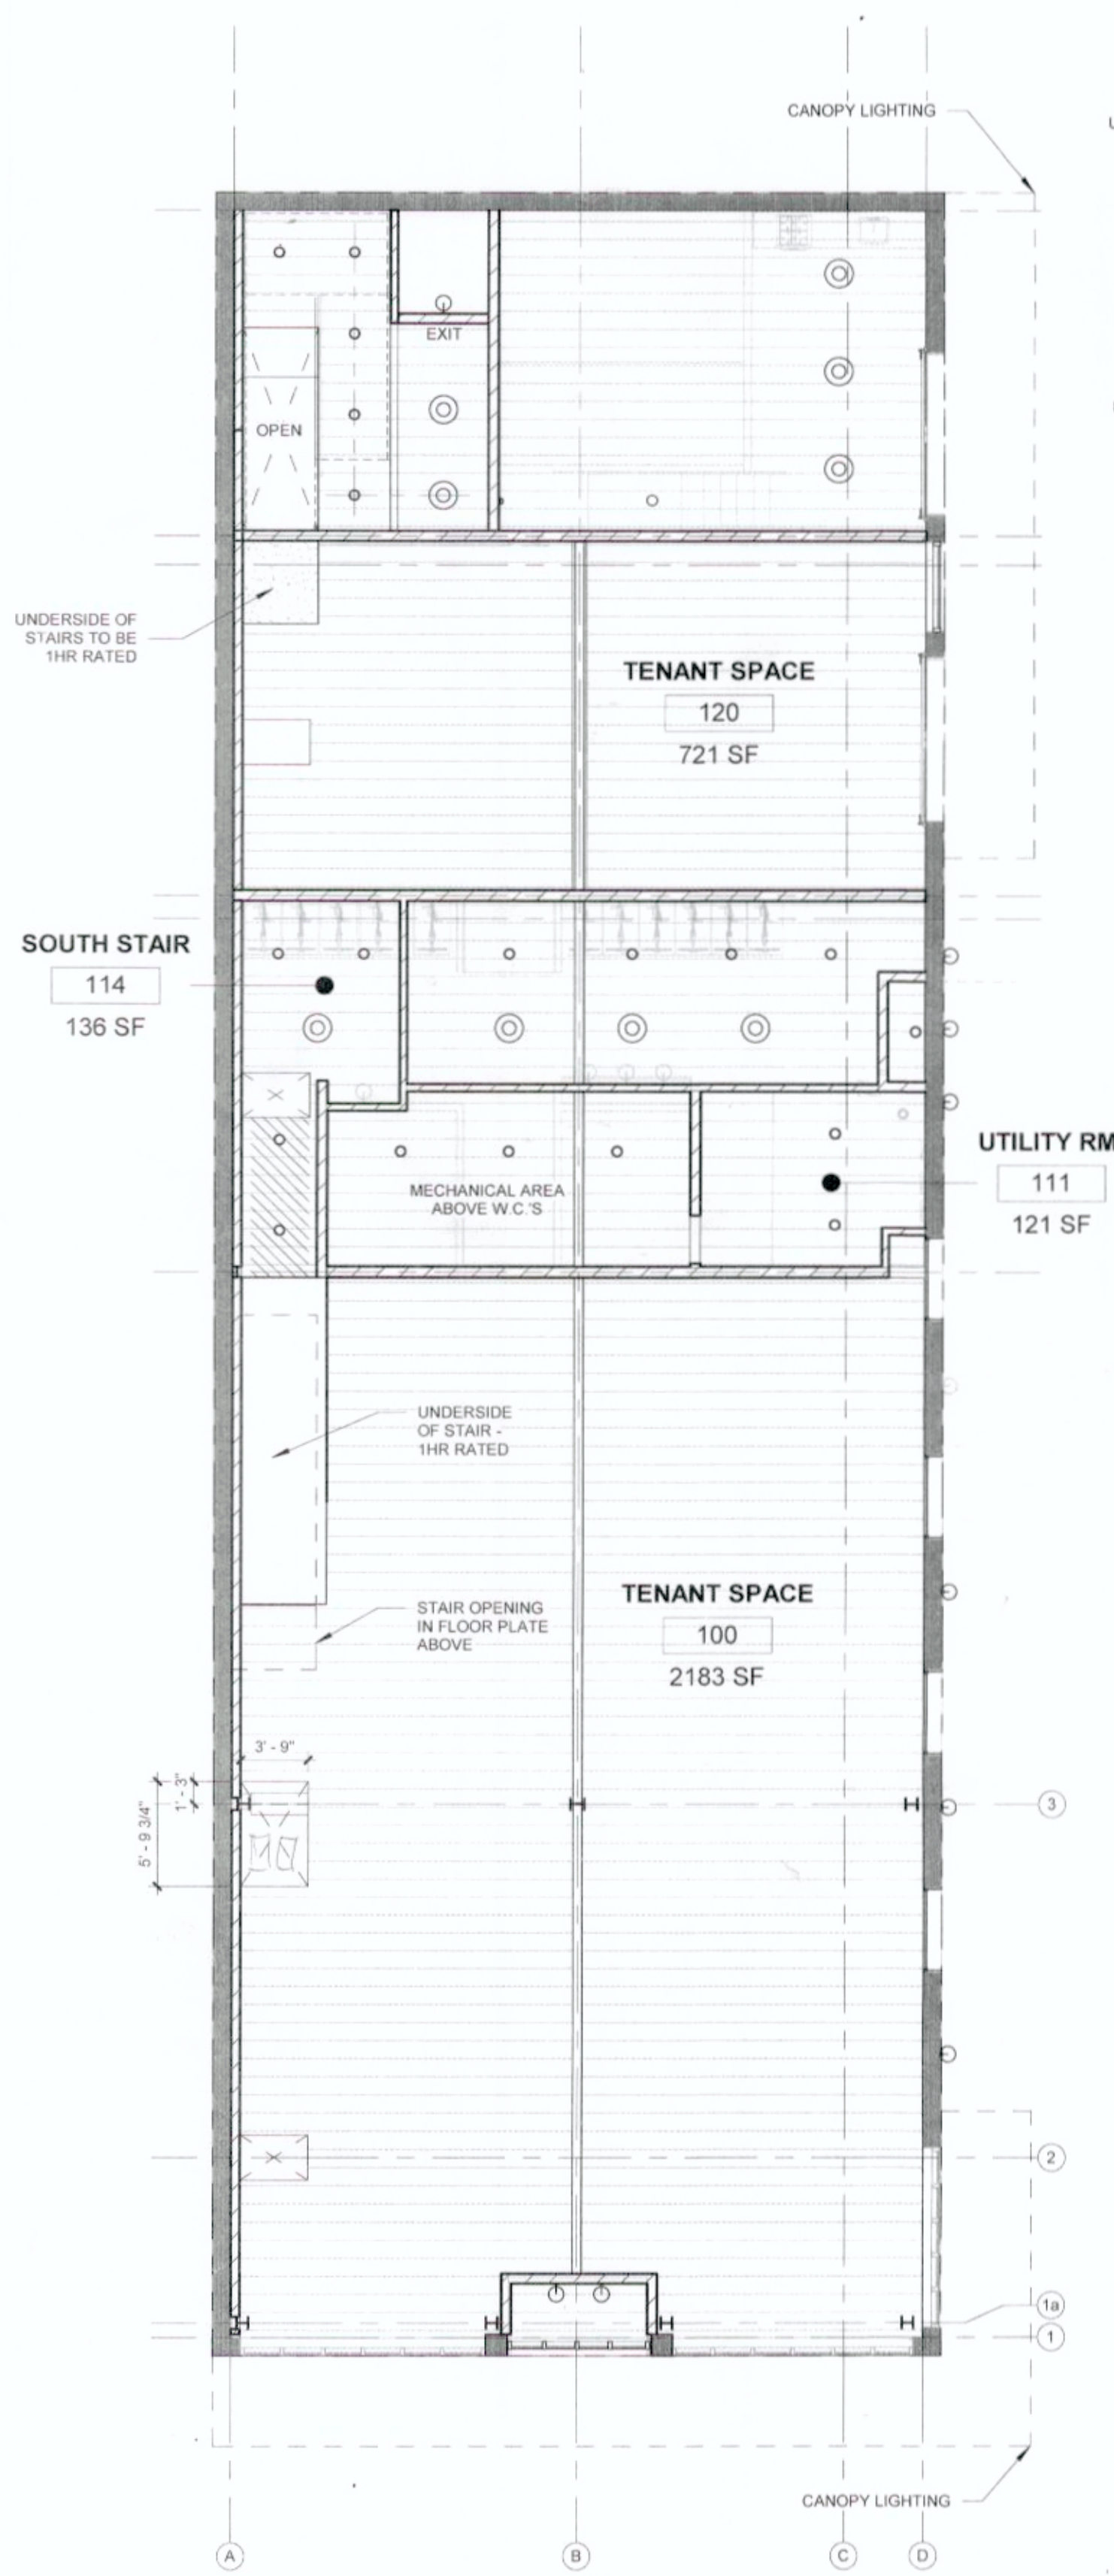 CANOPY LIGHTING
EXIT
OPEN
UNDERSIDE OF
STAIRS TO BE
1HR RATED
TENANT SPACE
120
721 SF
SOUTH STAIR
114
136 SF
UTILITY RM
111
121 SF
MECHANICAL AREA
ABOVE W.C.'S
UNDERSIDE
OF STAIR -
1HR RATED
STAIR OPENING
IN FLOOR PLATE
ABOVE
TENANT SPACE
100
2183 SF
3' - 9"
1' - 3"
5' - 9 3/4"
3
2
1a
1
CANOPY LIGHTING
A
B
C
D